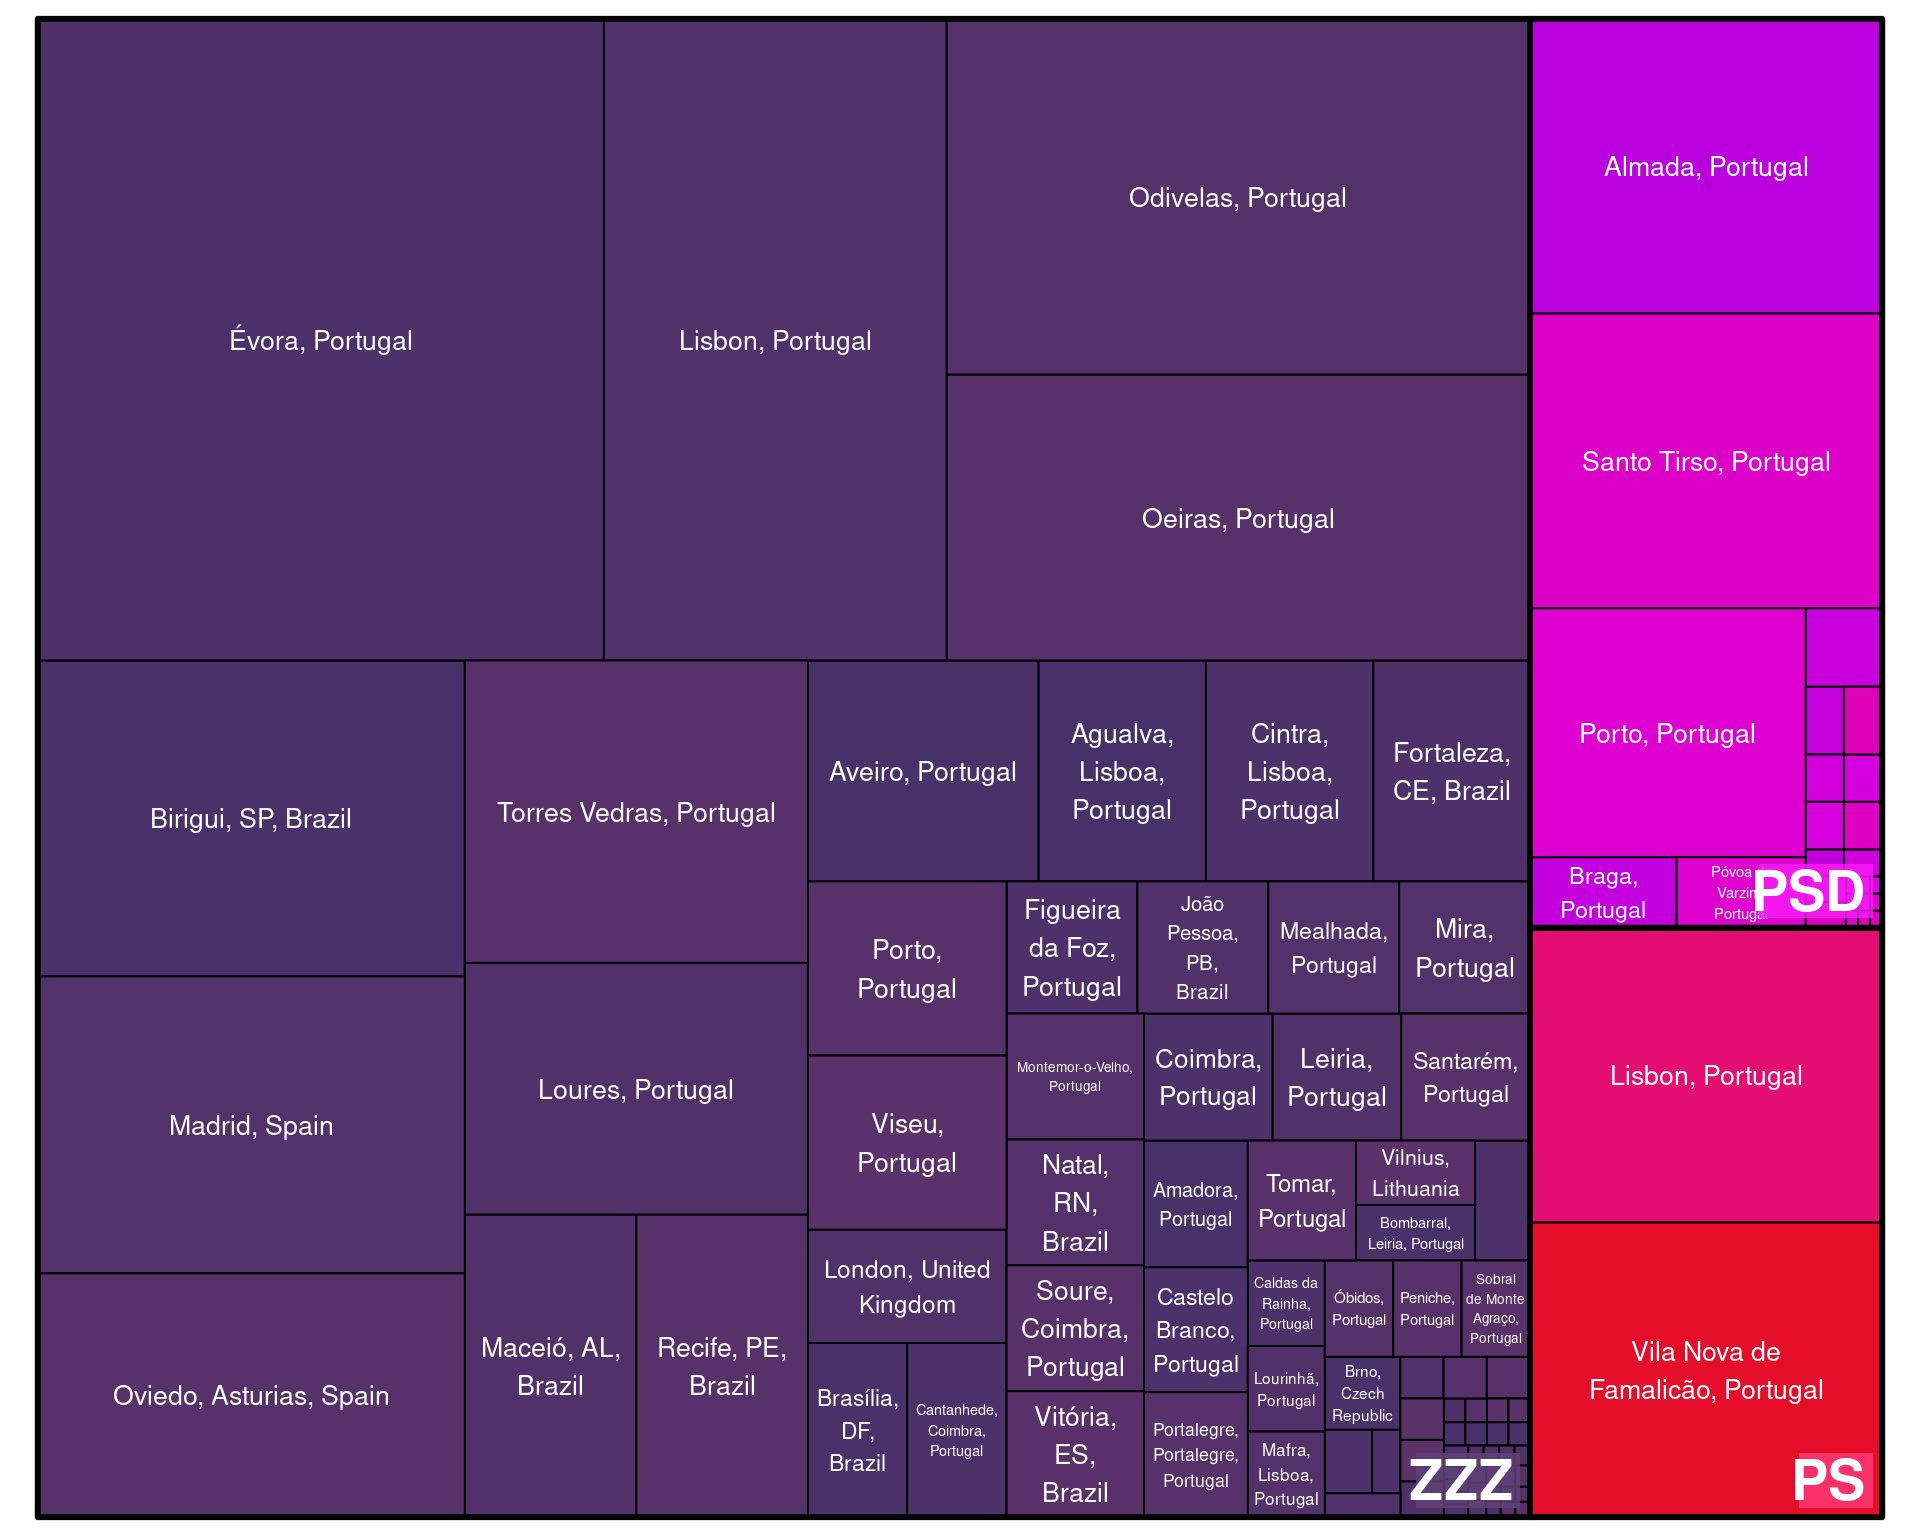 Évora, Portugal
Lisbon, Portugal
Odivelas, Portugal
Oeiras, Portugal
Birigui, SP, Brazil
Madrid, Spain
Oviedo, Asturias, Spain
Torres Vedras, Portugal
Loures, Portugal
Maceió, AL,
Brazil
Recife, PE,
Brazil
Aveiro, Portugal
Agualva,
Lisboa,
Portugal
Cintra,
Lisboa,
Portugal
Fortaleza,
CE, Brazil
Porto,
Portugal
Viseu,
Portugal
London, United
Kingdom
Brasília,
DF,
Brazil
Cantanhede,
Coimbra,
Portugal
Figueira
da Foz,
Portugal
João
Pessoa,
PB,
Brazil
Mealhada,
Portugal
Mira,
Portugal
Montemor-o-Velho,
Portugal
Natal,
RN,
Brazil
Soure,
Coimbra,
Portugal
Vitória,
ES,
Brazil
Coimbra,
Portugal
Leiria,
Portugal
Santarém,
Portugal
Amadora,
Portugal
Castelo
Branco,
Portugal
Portalegre,
Portalegre,
Portugal
Tomar,
Portugal
Vilnius,
Lithuania
Bombarral,
Leiria, Portugal
Caldas da
Rainha,
Portugal
Lourinhã,
Portugal
Mafra,
Lisboa,
Portugal
Óbidos,
Portugal
Peniche,
Portugal
Sobral
de Monte
Agraço,
Portugal
Brno,
Czech
Republic
ZZZ
Almada, Portugal
Santo Tirso, Portugal
Porto, Portugal
Braga,
Portugal
Póvoa
Varzim
Portugal
PSD
Lisbon, Portugal
Vila Nova de
Famalicão, Portugal
PS